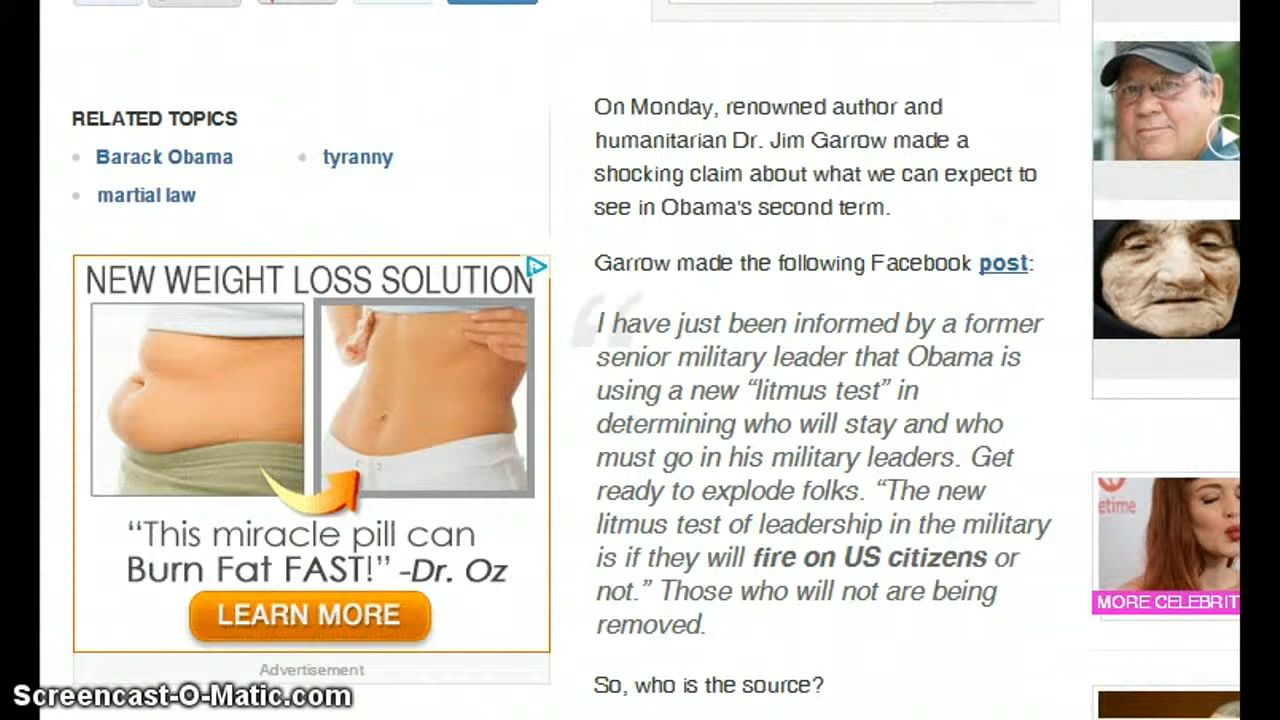 RELATED TOPICS
Barack Obama
tyranny
martial law
NEW WEIGHT LOSS SOLUTION
“This miracle pill can
Burn Fat FAST!” -Dr. Oz
LEARN MORE
Advertisement
On Monday, renowned author and
humanitarian Dr. Jim Garrow made a
shocking claim about what we can expect to
see in Obama's second term.
Garrow made the following Facebook post:
I have just been informed by a former
senior military leader that Obama is
using a new “litmus test” in
determining who will stay and who
must go in his military leaders. Get
ready to explode folks. “The new
litmus test of leadership in the military
is if they will fire on US citizens or
not.” Those who will not are being
removed.
So, who is the source?
etime
MORE CELEBRIT
Screencast-O-Matic.com